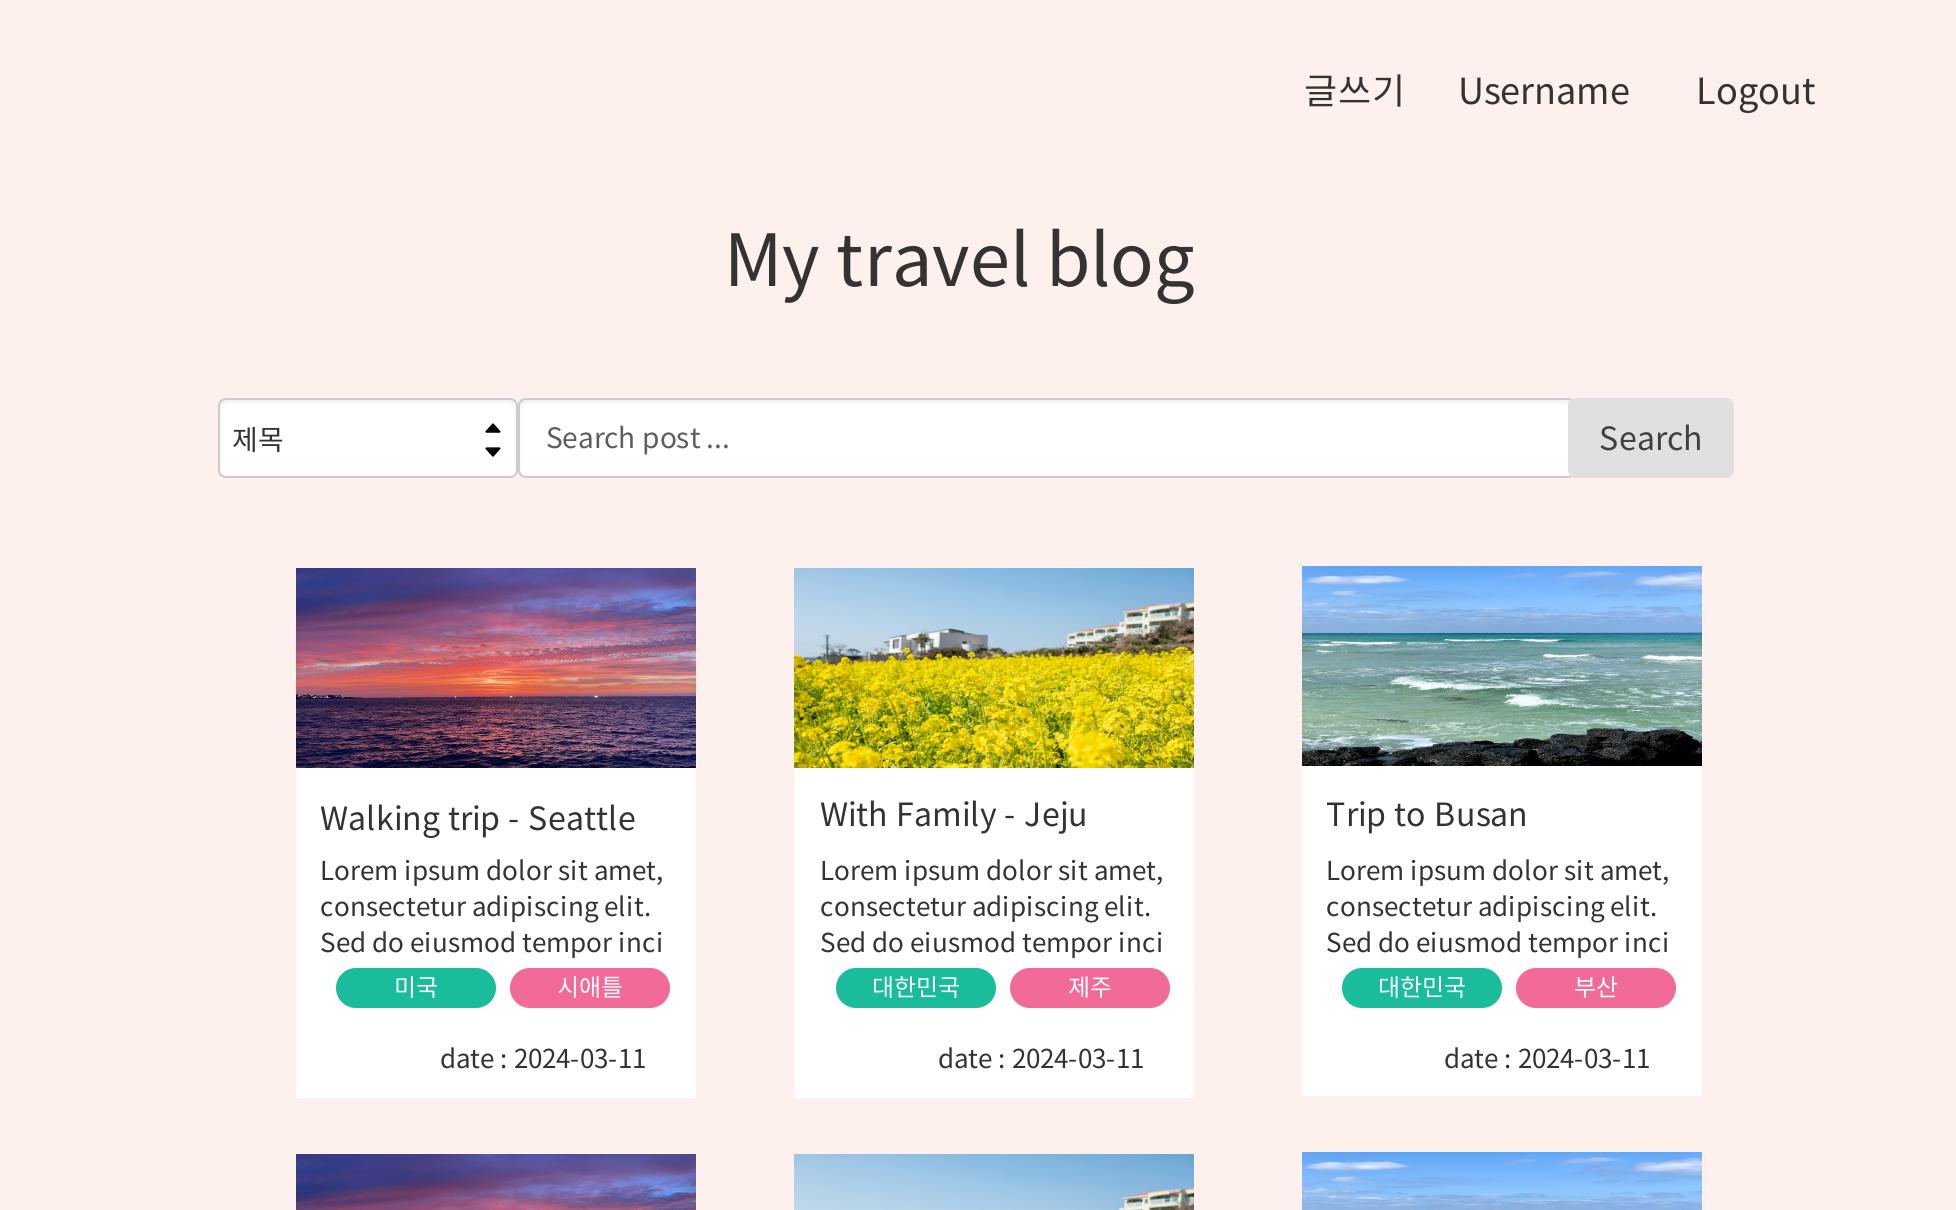 글쓰기 Username Logout
My travel blog
제목 Search post ... Search
Walking trip - Seattle
Lorem ipsum dolor sit amet,
consectetur adipiscing elit.
Sed do eiusmod tempor inci
미국 시애틀
date : 2024-03-11
With Family - Jeju
Lorem ipsum dolor sit amet,
consectetur adipiscing elit.
Sed do eiusmod tempor inci
대한민국 제주
date : 2024-03-11
Trip to Busan
Lorem ipsum dolor sit amet,
consectetur adipiscing elit.
Sed do eiusmod tempor inci
대한민국 부산
date : 2024-03-11